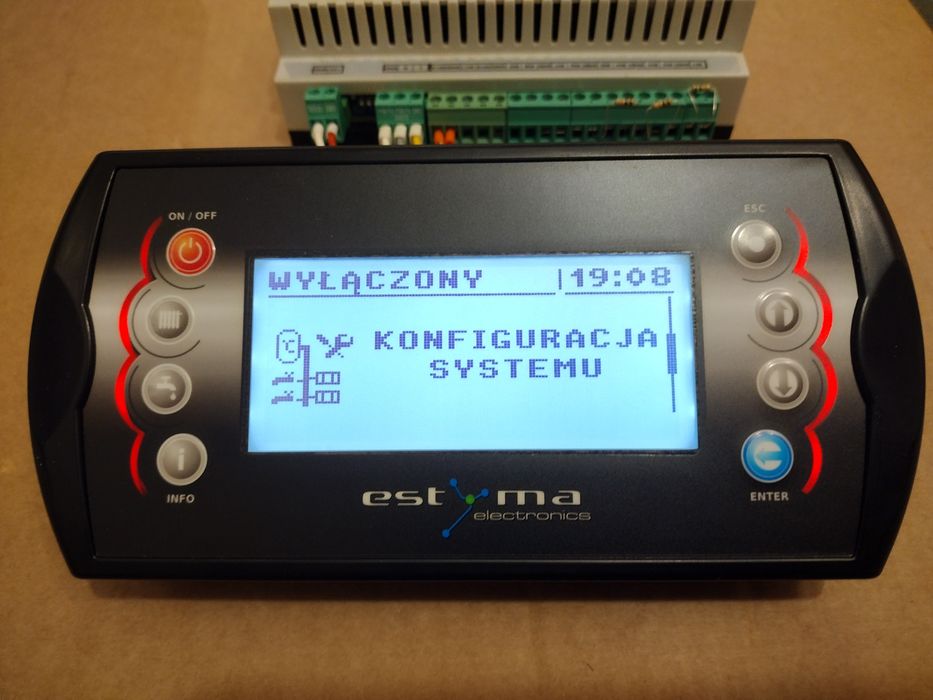 ON / OFF
ESC
WYŁĄCZONY
19:08
°C
KONFIGURACJA
SYSTEMU
INFO
ENTER
estyma
electronics